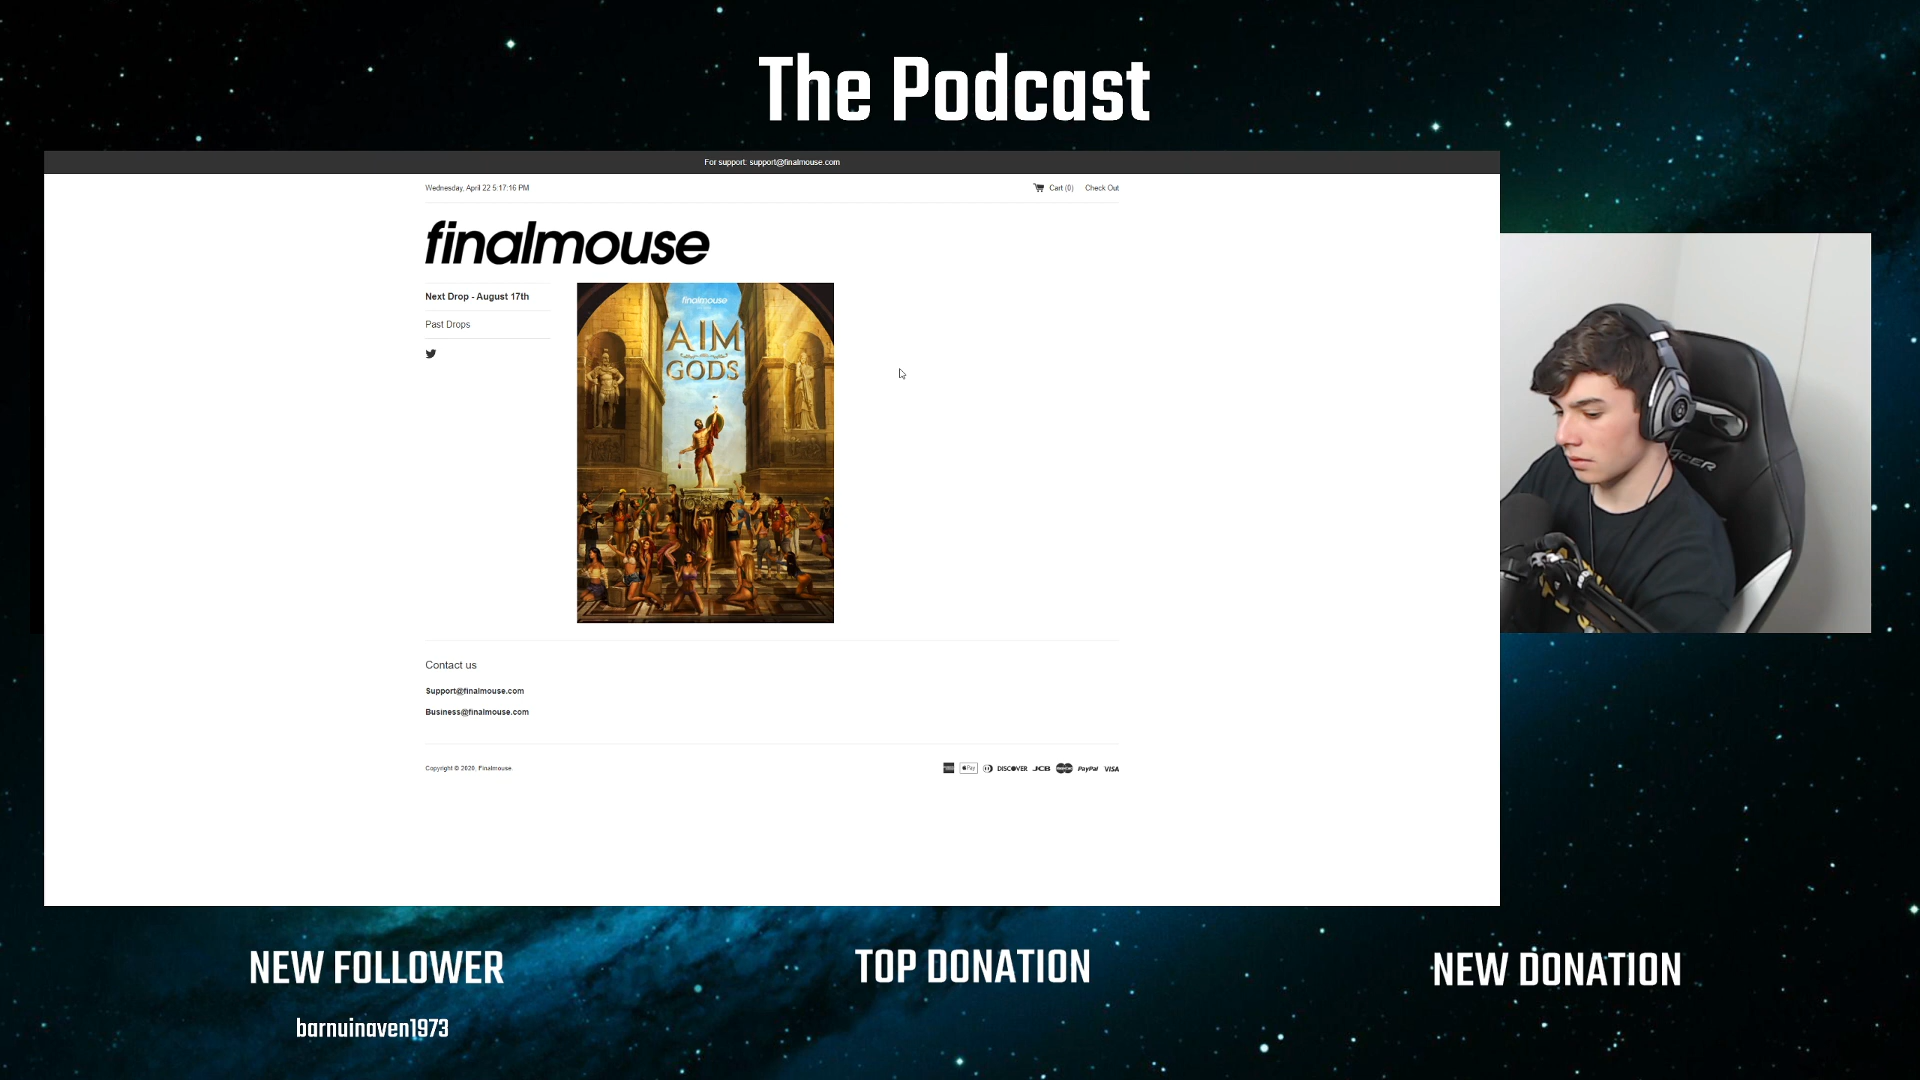 The Podcast
For support: support@finalmouse.com
Wednesday, April 22 5:17:16 PM
Cart (0) Check Out
finalmouse
Next Drop - August 17th
Past Drops
finalmouse
AIM
GODS
ACER
Contact us
Support@finalmouse.com
Business@finalmouse.com
Copyright © 2020, Finalmouse.
Pay DISCOVER JCB PayPal VISA
NEW FOLLOWER
barnuinaven1973
TOP DONATION
NEW DONATION